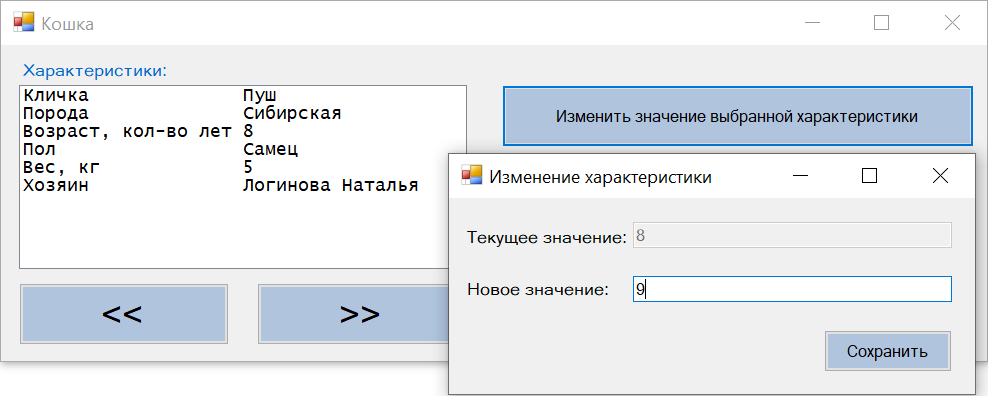 Кошка
Характеристики:
Кличка Пуш
Порода Сибирская
Возраст, кол-во лет 8
Пол Самец
Вес, кг 5
Хозяин Логинова Наталья
<< >>
Изменить значение выбранной характеристики
Изменение характеристики
Текущее значение: 8
Новое значение: 9
Сохранить